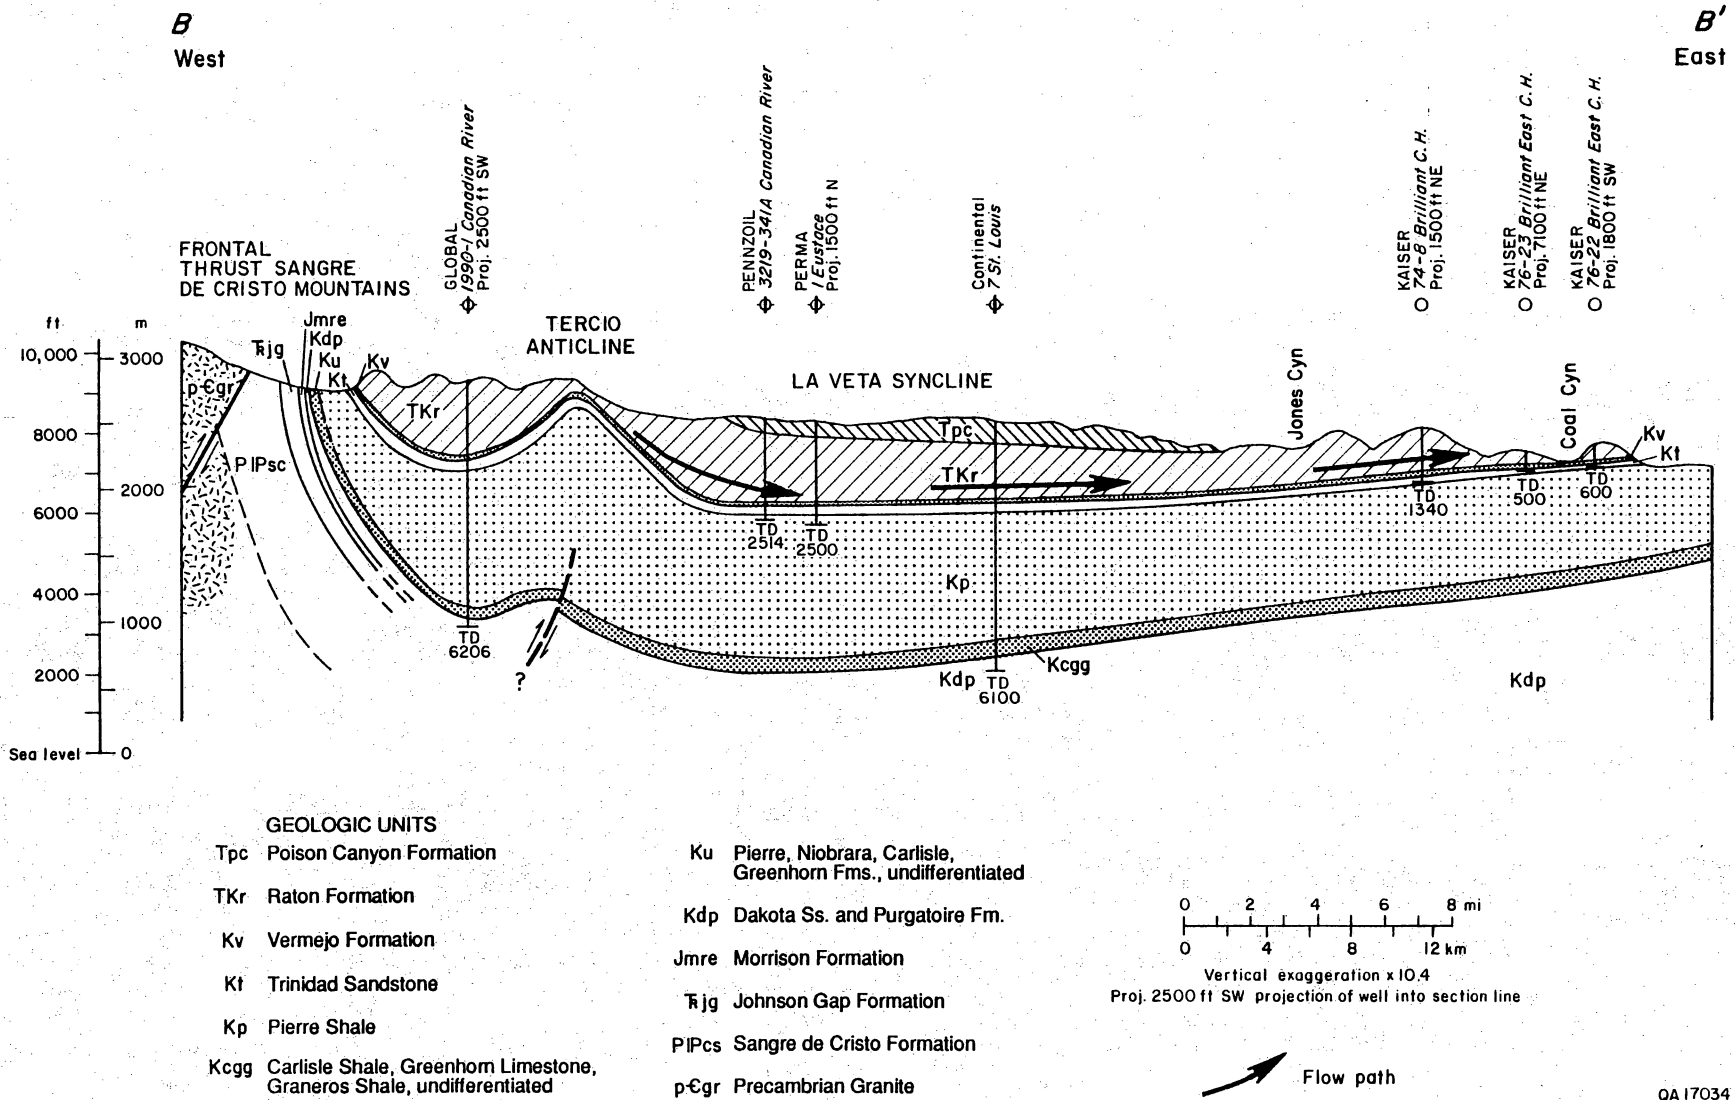 B
West
B'
East
GLOBAL
1990-1 Canadian River
Proj. 2500 ft SW
PENNZOIL
3219-341A Canadian River
PERMA
1 Eustace
Proj. 1500 ft N
Continental
7 St. Louis
KAISER
74-8 Brilliant C. H.
Proj. 1500 ft NE
KAISER
76-23 Brilliant East C. H.
Proj. 7100 ft NE
KAISER
76-22 Brilliant East C. H.
Proj. 1800 ft SW
FRONTAL
THRUST SANGRE
DE CRISTO MOUNTAINS
TERCIO
ANTICLINE
LA VETA SYNCLINE
Jones Cyn
Coal Cyn
ft
m
10,000
3000
8000
2000
6000
4000
1000
2000
Sea level
0
Jmre
Kdp
Ku
Kt
Kv
Ꞧjg
p-Єgr
PIPsc
TKr
Tpc
TKr
Kv
Kt
TD
2514
TD
2500
TD
1340
TD
500
TD
600
Kp
TD
6206
?
Kdp
TD
6100
Kcgg
Kdp
GEOLOGIC UNITS
Tpc Poison Canyon Formation
TKr Raton Formation
Kv Vermejo Formation
Kt Trinidad Sandstone
Kp Pierre Shale
Kcgg Carlisle Shale, Greenhorn Limestone,
Graneros Shale, undifferentiated
Ku Pierre, Niobrara, Carlisle,
Greenhorn Fms., undifferentiated
Kdp Dakota Ss. and Purgatoire Fm.
Jmre Morrison Formation
Ꞧjg Johnson Gap Formation
PIPcs Sangre de Cristo Formation
p-Єgr Precambrian Granite
0 2 4 6 8 mi
0 4 8 12 km
Vertical exaggeration x 10.4
Proj. 2500 ft SW projection of well into section line
Flow path
QA17034